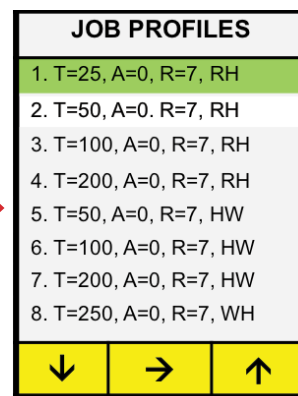 JOB PROFILES
1. T=25, A=0, R=7, RH
2. T=50, A=0. R=7, RH
3. T=100, A=0, R=7, RH
4. T=200, A=0, R=7, RH
5. T=50, A=0, R=7, HW
6. T=100, A=0, R=7, HW
7. T=200, A=0, R=7, HW
8. T=250, A=0, R=7, WH